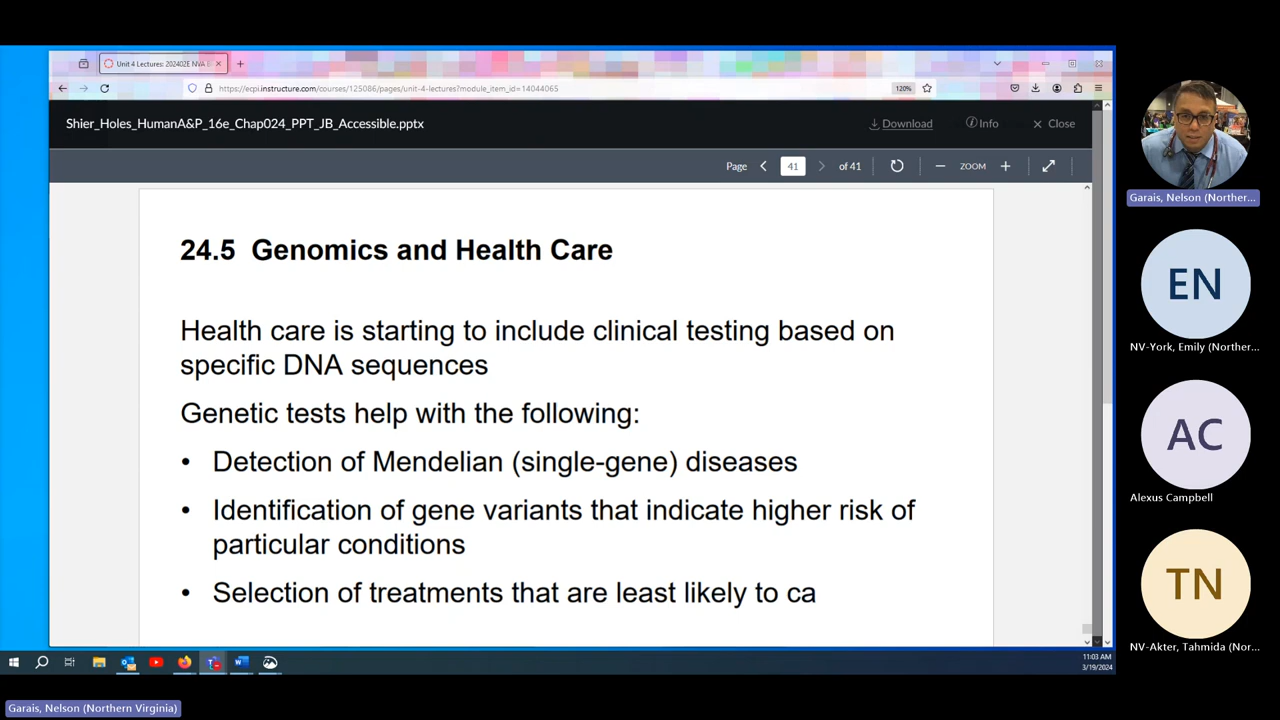 Unit 4 Lectures: 202402E NVA
https://ecpi.instructure.com/courses/125086/pages/unit-4-lectures?module_item_id=14044065
120%
Shier_Holes_HumanA&P_16e_Chap024_PPT_JB_Accessible.pptx
Download
Info
Close
Page
41
of 41
ZOOM
24.5 Genomics and Health Care
Health care is starting to include clinical testing based on
specific DNA sequences
Genetic tests help with the following:
• Detection of Mendelian (single-gene) diseases
• Identification of gene variants that indicate higher risk of
particular conditions
• Selection of treatments that are least likely to ca
11:03 AM
3/19/2024
Garais, Nelson (Norther...
EN
NV-York, Emily (Norther...
AC
Alexus Campbell
TN
NV-Akter, Tahmida (Nor...
Garais, Nelson (Northern Virginia)